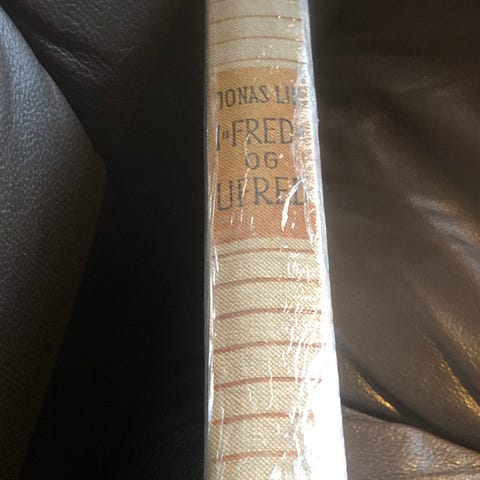 JONAS LIE
I "FRED"
OG
UFRED